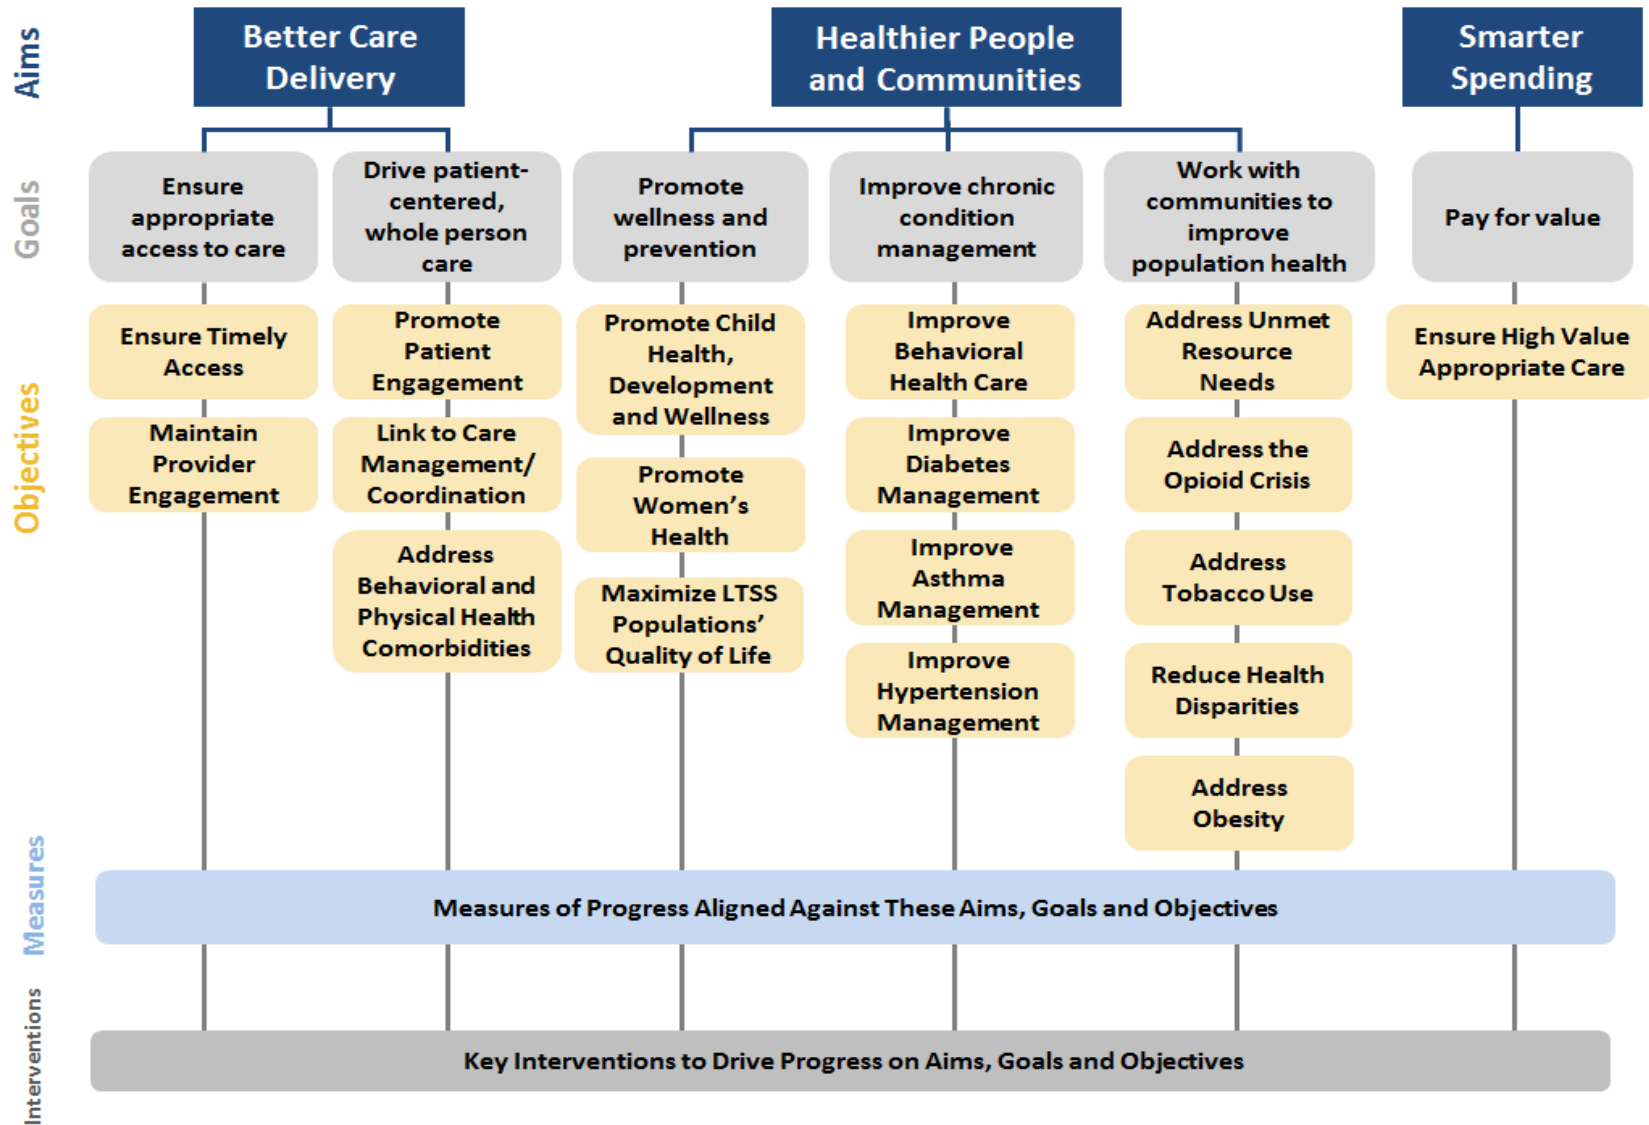 Aims
Better Care
Delivery
Healthier People
and Communities
Smarter
Spending
Goals
Ensure
appropriate
access to care
Drive patient-
centered,
whole person
care
Promote
wellness and
prevention
Improve chronic
condition
management
Work with
communities to
improve
population health
Pay for value
Objectives
Ensure Timely
Access
Maintain
Provider
Engagement
Promote
Patient
Engagement
Link to Care
Management/
Coordination
Address
Behavioral and
Physical Health
Comorbidities
Promote Child
Health,
Development
and Wellness
Promote
Women’s
Health
Maximize LTSS
Populations’
Quality of Life
Improve
Behavioral
Health Care
Improve
Diabetes
Management
Improve
Asthma
Management
Improve
Hypertension
Management
Address Unmet
Resource
Needs
Address the
Opioid Crisis
Address
Tobacco Use
Reduce Health
Disparities
Address
Obesity
Ensure High Value
Appropriate Care
Measures
Measures of Progress Aligned Against These Aims, Goals and Objectives
Interventions
Key Interventions to Drive Progress on Aims, Goals and Objectives